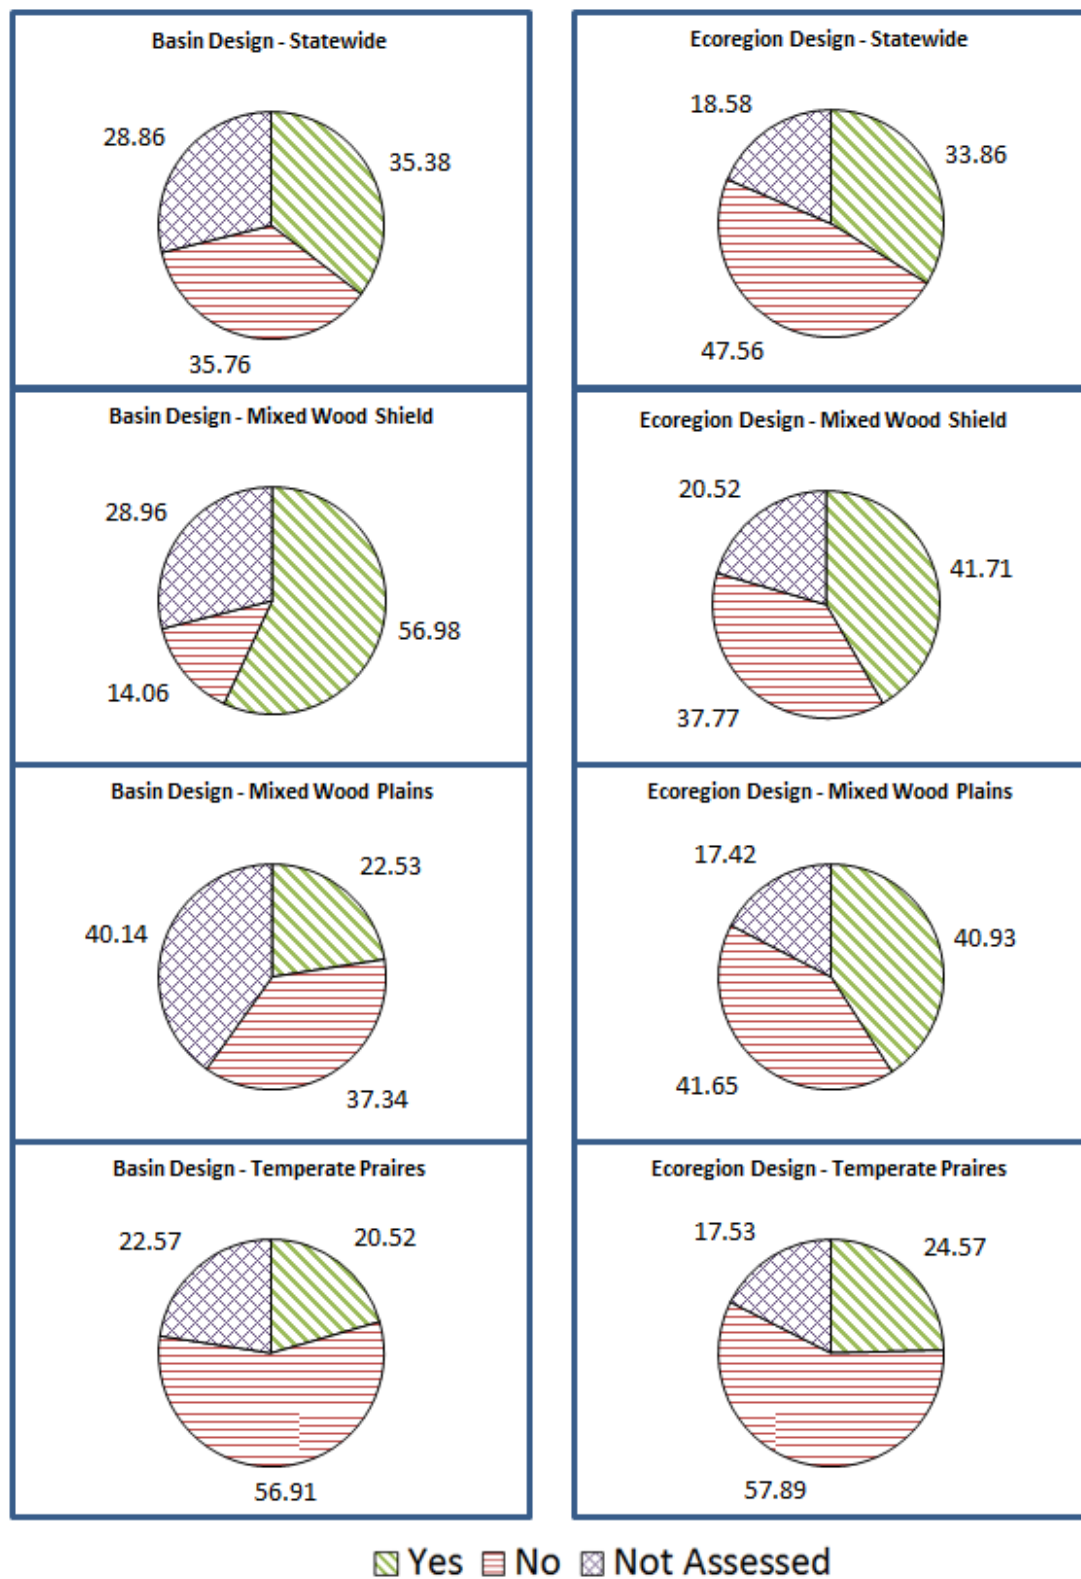 Basin Design - Statewide
28.86
35.38
35.76
Ecoregion Design - Statewide
18.58
33.86
47.56
Basin Design - Mixed Wood Shield
28.96
56.98
14.06
Ecoregion Design - Mixed Wood Shield
20.52
41.71
37.77
Basin Design - Mixed Wood Plains
22.53
40.14
37.34
Ecoregion Design - Mixed Wood Plains
17.42
40.93
41.65
Basin Design - Temperate Praires
22.57
20.52
56.91
Ecoregion Design - Temperate Praires
17.53
24.57
57.89
Yes No Not Assessed